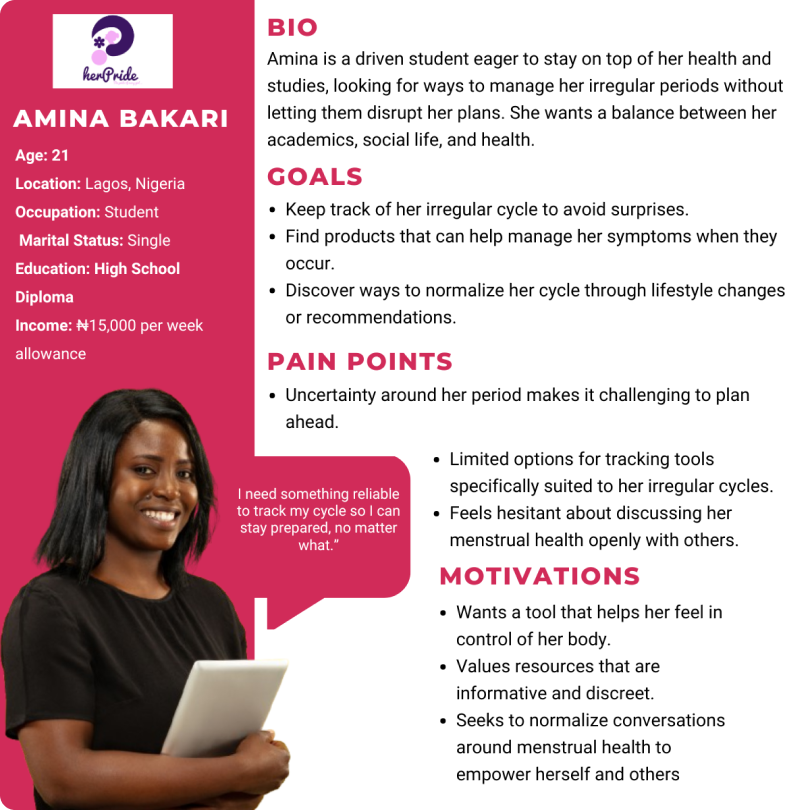 herPride
AMINA BAKARI
Age: 21
Location: Lagos, Nigeria
Occupation: Student
Marital Status: Single
Education: High School
Diploma
Income: ₦15,000 per week
allowance
BIO
Amina is a driven student eager to stay on top of her health and
studies, looking for ways to manage her irregular periods without
letting them disrupt her plans. She wants a balance between her
academics, social life, and health.
GOALS
• Keep track of her irregular cycle to avoid surprises.
• Find products that can help manage her symptoms when they
occur.
• Discover ways to normalize her cycle through lifestyle changes
or recommendations.
PAIN POINTS
• Uncertainty around her period makes it challenging to plan
ahead.
• Limited options for tracking tools
specifically suited to her irregular cycles.
• Feels hesitant about discussing her
menstrual health openly with others.
I need something reliable
to track my cycle so I can
stay prepared, no matter
what.”
MOTIVATIONS
• Wants a tool that helps her feel in
control of her body.
• Values resources that are
informative and discreet.
• Seeks to normalize conversations
around menstrual health to
empower herself and others